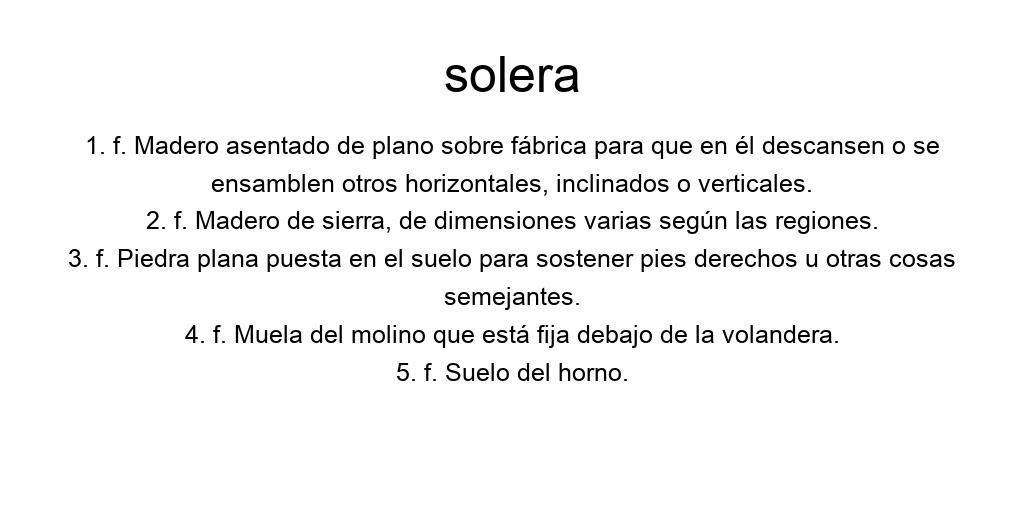 solera
1. f. Madero asentado de plano sobre fábrica para que en él descansen o se
ensamblen otros horizontales, inclinados o verticales.
2. f. Madero de sierra, de dimensiones varias según las regiones.
3. f. Piedra plana puesta en el suelo para sostener pies derechos u otras cosas
semejantes.
4. f. Muela del molino que está fija debajo de la volandera.
5. f. Suelo del horno.